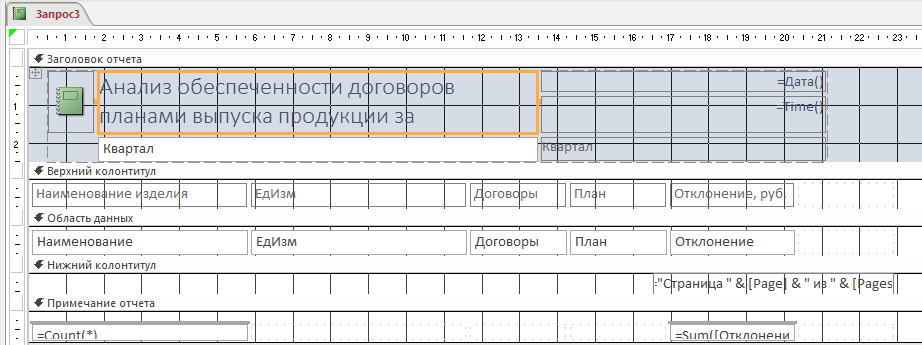 Запрос3
1 2 3 4 5 6 7 8 9 10 11 12 13 14 15 16 17 18 19 20 21 22 23
Заголовок отчета
Анализ обеспеченности договоров
планами выпуска продукции за
=Дата()
=Time()
1
2
Квартал Квартал
Верхний колонтитул
Наименование изделия ЕдИзм Договоры План Отклонение, руб.
Область данных
Наименование ЕдИзм Договоры План Отклонение
Нижний колонтитул
="Страница " & [Page] & " из " & [Pages
Примечание отчета
=Count(*) =Sum([Отклонени